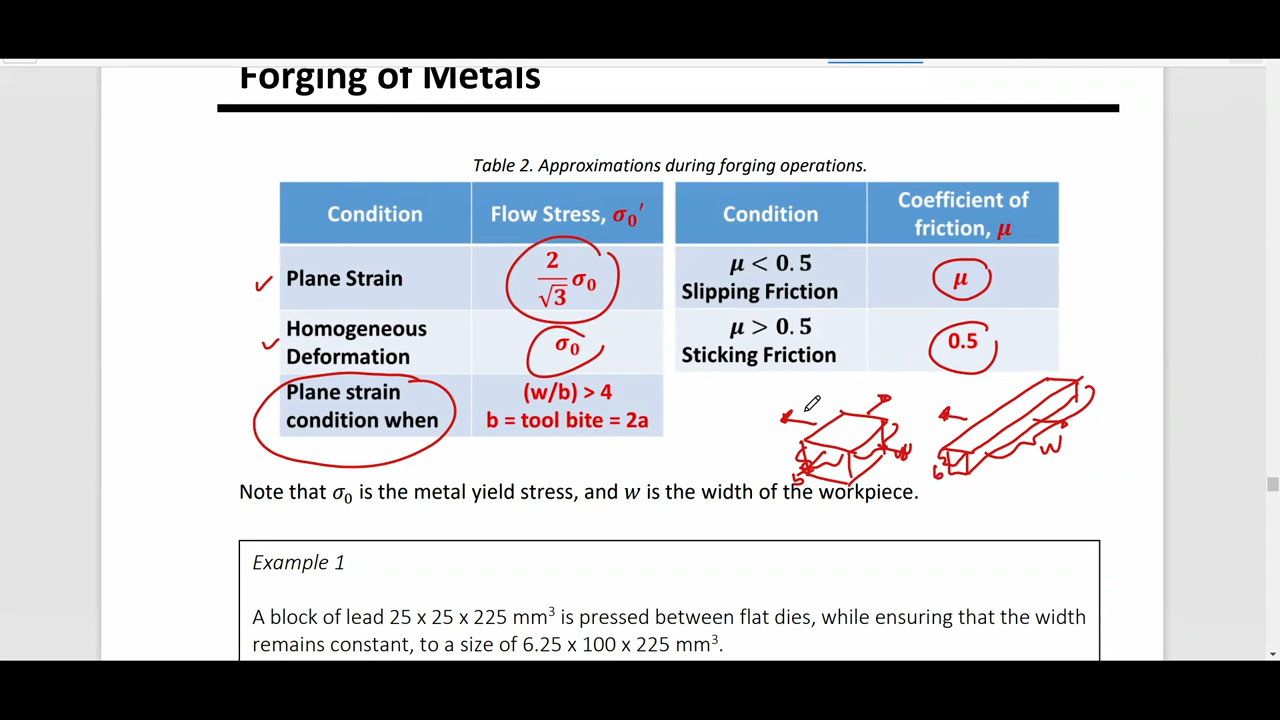 Forging of Metals
Table 2. Approximations during forging operations.
Condition
Flow Stress, σ₀′
Plane Strain
2/√3 σ₀
Homogeneous
Deformation
σ₀
Plane strain
condition when
(w/b) > 4
b = tool bite = 2a
Condition
Coefficient of
friction, μ
μ < 0.5
Slipping Friction
μ
μ > 0.5
Sticking Friction
0.5
b
W
b
W
Note that σ₀ is the metal yield stress, and w is the width of the workpiece.
Example 1
A block of lead 25 x 25 x 225 mm³ is pressed between flat dies, while ensuring that the width
remains constant, to a size of 6.25 x 100 x 225 mm³.